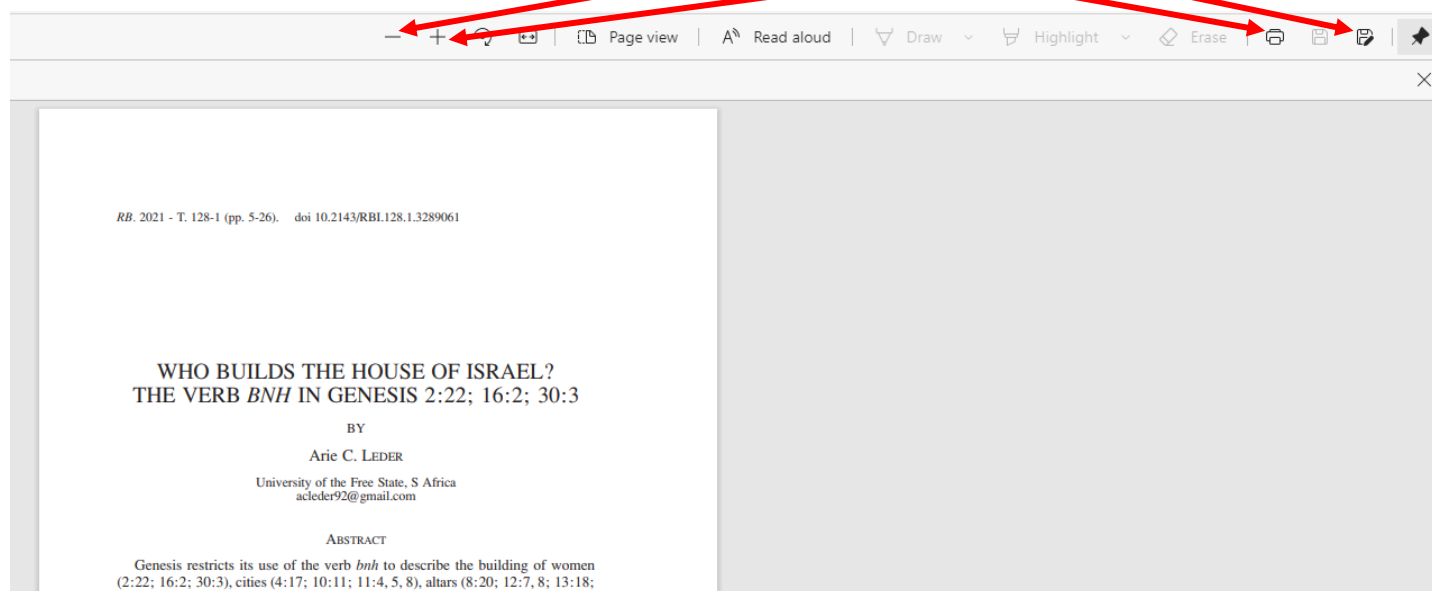 Page view Read aloud Draw Highlight Erase
RB. 2021 - T. 128-1 (pp. 5-26). doi 10.2143/RBI.128.1.3289061
WHO BUILDS THE HOUSE OF ISRAEL?
THE VERB BNH IN GENESIS 2:22; 16:2; 30:3
BY
Arie C. LEDER
University of the Free State, S Africa
acleder92@gmail.com
ABSTRACT
Genesis restricts its use of the verb bnh to describe the building of women
(2:22; 16:2; 30:3), cities (4:17; 10:11; 11:4, 5, 8), altars (8:20; 12:7, 8; 13:18;